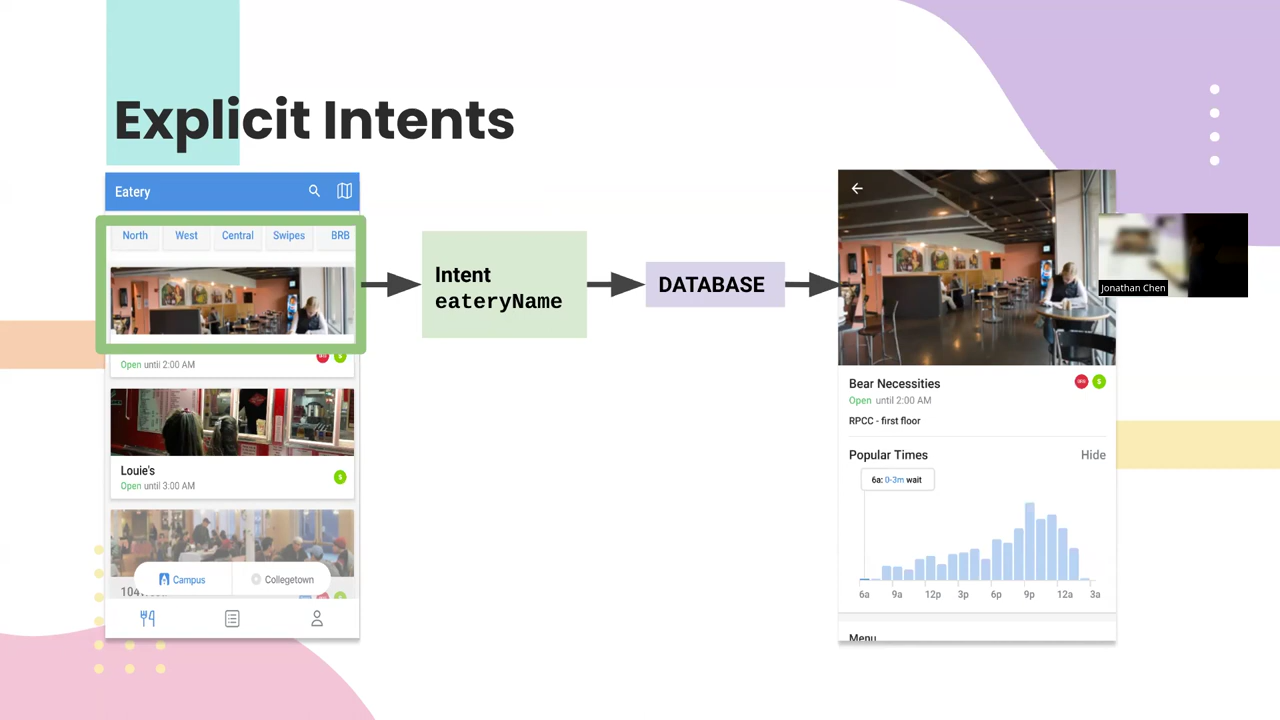 Explicit Intents
Eatery
North West Central Swipes BRB
Open until 2:00 AM
Louie's
Open until 3:00 AM
Campus Collegetown
Intent
eateryName
DATABASE
Bear Necessities
Open until 2:00 AM
RPCC - first floor
Popular Times Hide
6a: 0-3m wait
6a 9a 12p 3p 6p 9p 12a 3a
Menu
Jonathan Chen